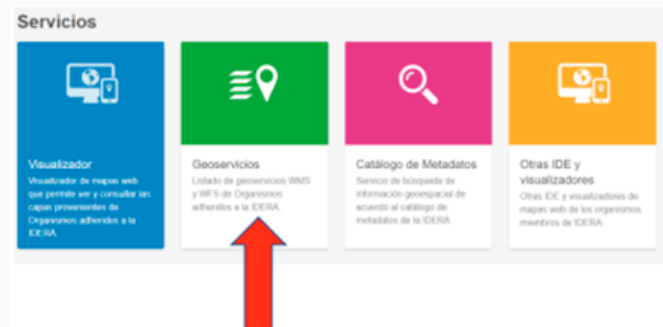 Servicios
Visualizador
Visualizador de mapas web
que permite ver y consultar las
capas provenientes de
Organismos adheridos a la
IDERA
Geoservicios
Listado de geoservicios WMS
y WFS de Organismos
adheridos a la IDERA.
Catálogo de Metadatos
Servicio de búsqueda de
información geoespacial de
acuerdo al catálogo de
metadatos de la IDERA.
Otras IDE y
visualizadores
Otras IDE y visualizadores de
mapas web de los organismos
miembros de IDERA.